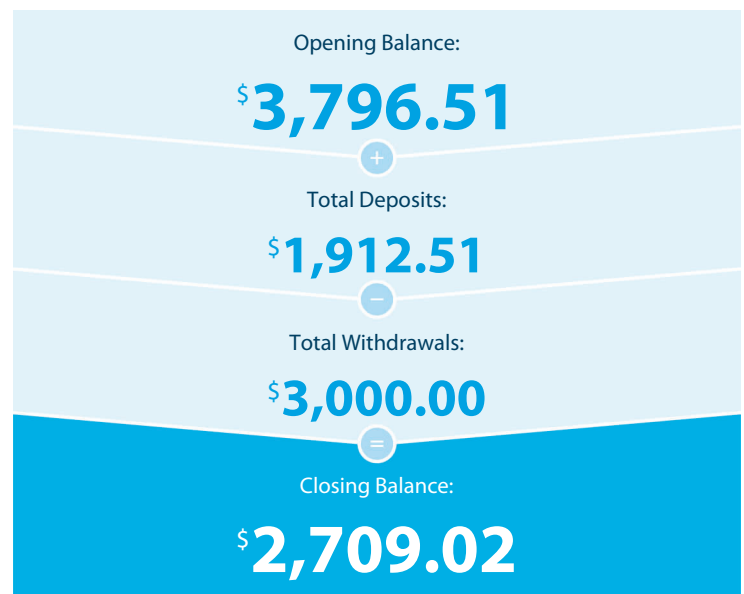 Opening Balance:
$3,796.51
+
Total Deposits:
$1,912.51
−
Total Withdrawals:
$3,000.00
=
Closing Balance:
$2,709.02